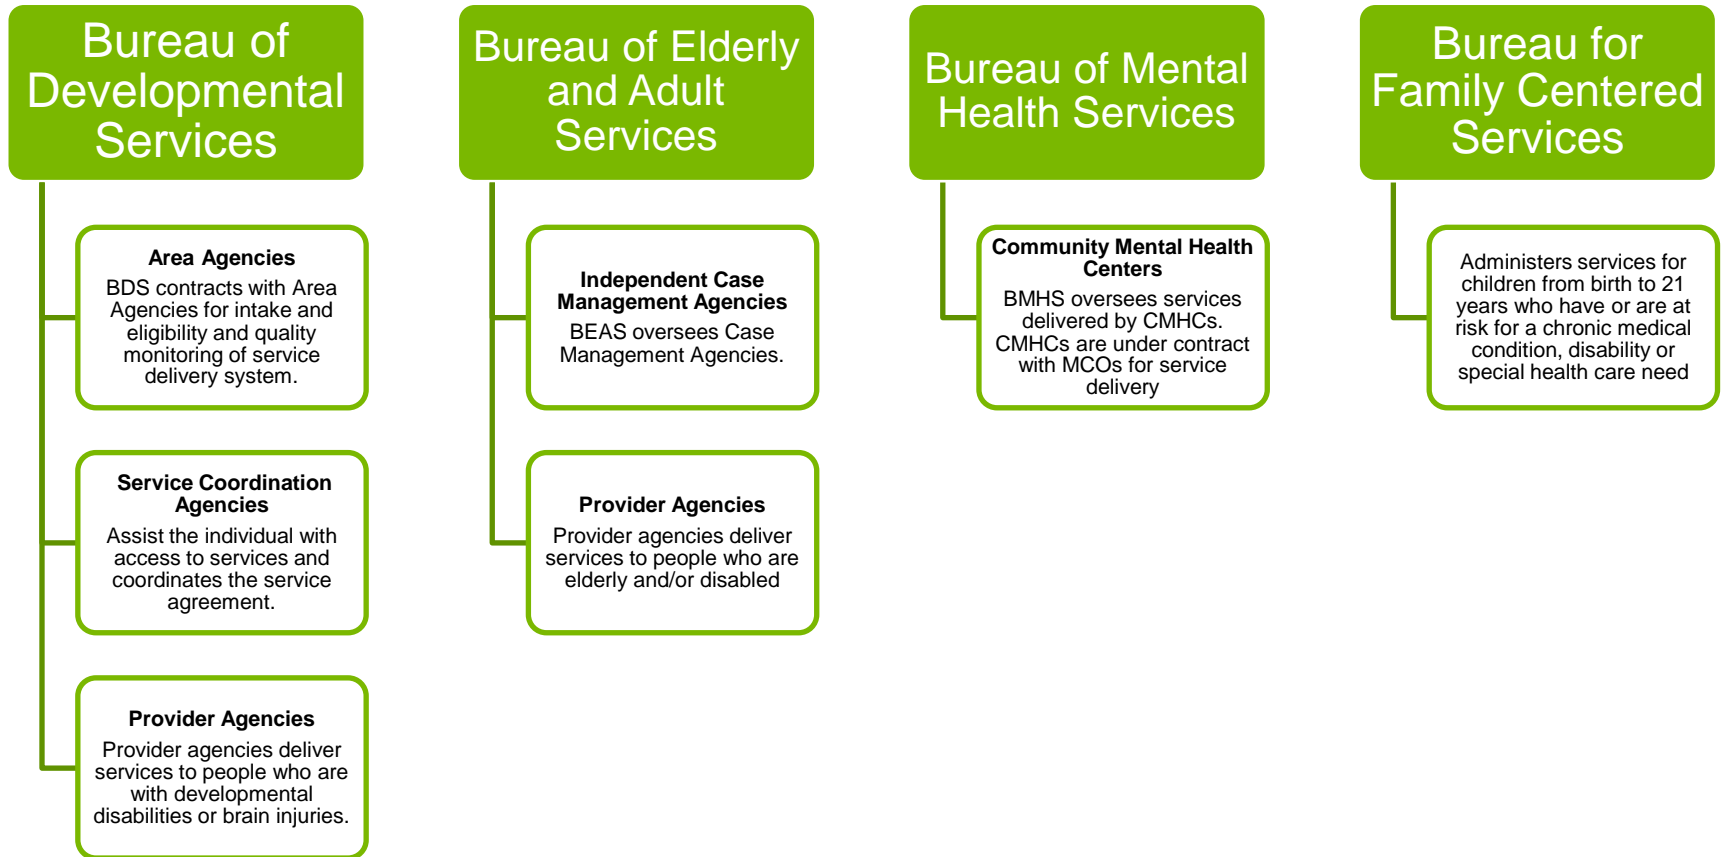 Bureau of
Developmental
Services
Area Agencies
BDS contracts with Area
Agencies for intake and
eligibility and quality
monitoring of service
delivery system.
Service Coordination
Agencies
Assist the individual with
access to services and
coordinates the service
agreement.
Provider Agencies
Provider agencies deliver
services to people who are
with developmental
disabilities or brain injuries.
Bureau of Elderly
and Adult
Services
Independent Case
Management Agencies
BEAS oversees Case
Management Agencies.
Provider Agencies
Provider agencies deliver
services to people who are
elderly and/or disabled
Bureau of Mental
Health Services
Community Mental Health
Centers
BMHS oversees services
delivered by CMHCs.
CMHCs are under contract
with MCOs for service
delivery
Bureau for
Family Centered
Services
Administers services for
children from birth to 21
years who have or are at
risk for a chronic medical
condition, disability or
special health care need